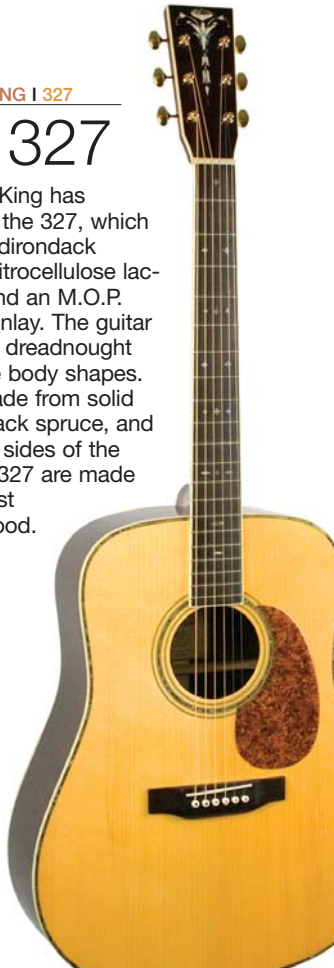 NG | 327
327
King has
the 327, which
dirondack
itrocellulose lac-
nd an M.O.P.
nlay. The guitar
dreadnought
e body shapes.
ade from solid
ack spruce, and
sides of the
327 are made
st
ood.